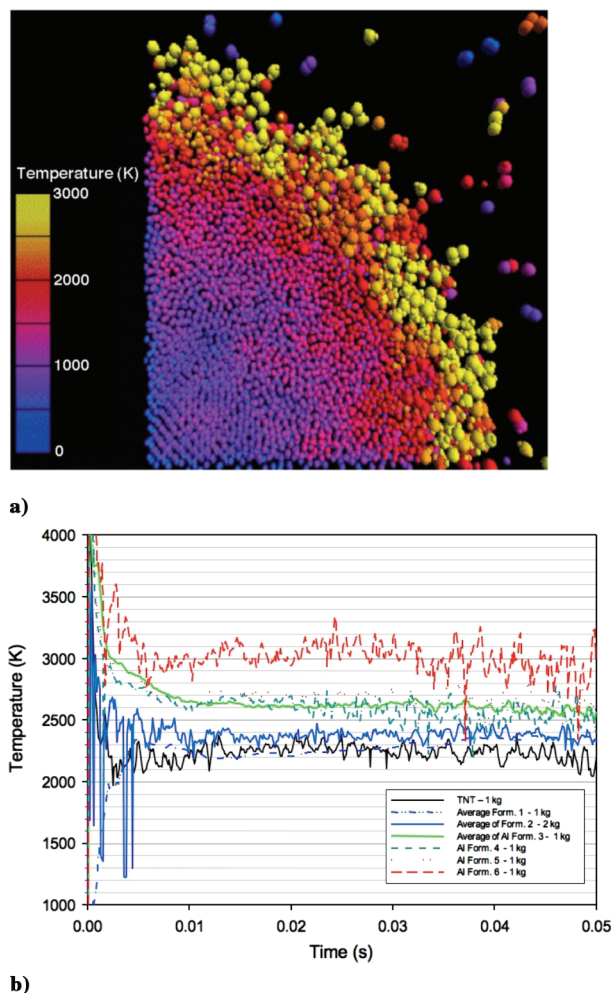 Temperature (K)
3000
2000
1000
0
a)
4000
3500
3000
2500
2000
1500
1000
Temperature (K)
TNT – 1 kg
Average Form. 1 - 1 kg
Average of Form. 2 - 2 kg
Average of Al Form. 3 - 1 kg
Al Form. 4 - 1 kg
Al Form. 5 - 1 kg
Al Form. 6 - 1 kg
0.00 0.01 0.02 0.03 0.04 0.05
Time (s)
b)